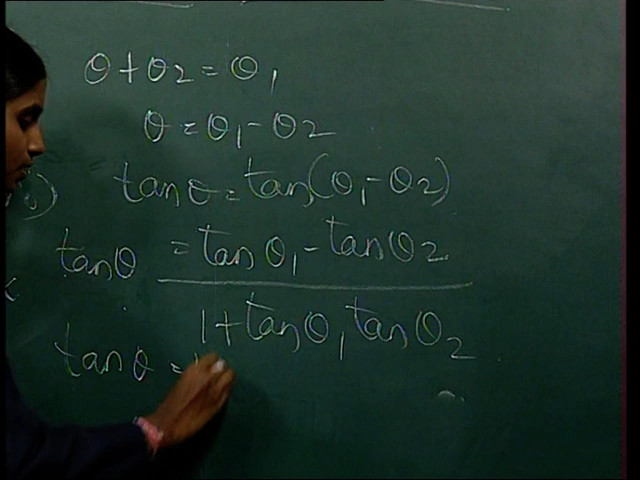 θ + θ2 = θ1
θ = θ1 - θ2
tan θ = tan(θ1 - θ2)
tan θ = tan θ1 - tan θ2
1 + tan θ1 tan θ2
tan θ =